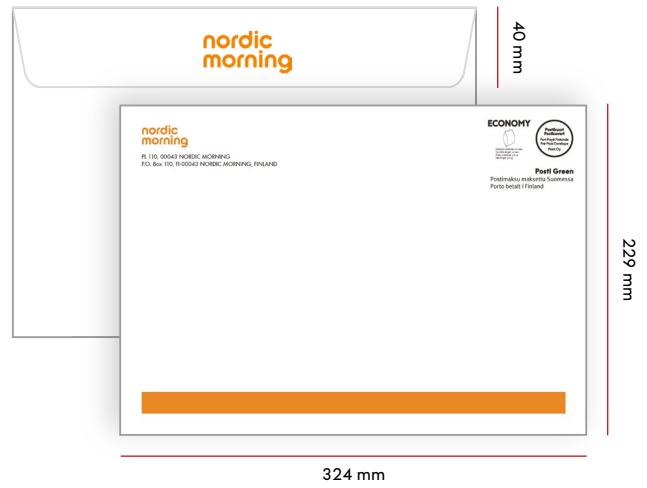 nordic
morning
40 mm
nordic
morning
PL 110, 00043 NORDIC MORNING
P.O. Box 110, FI-00043 NORDIC MORNING, FINLAND
ECONOMY
Posti Green
Postimaksu maksettu Suomessa
Porto betalt i Finland
229 mm
324 mm